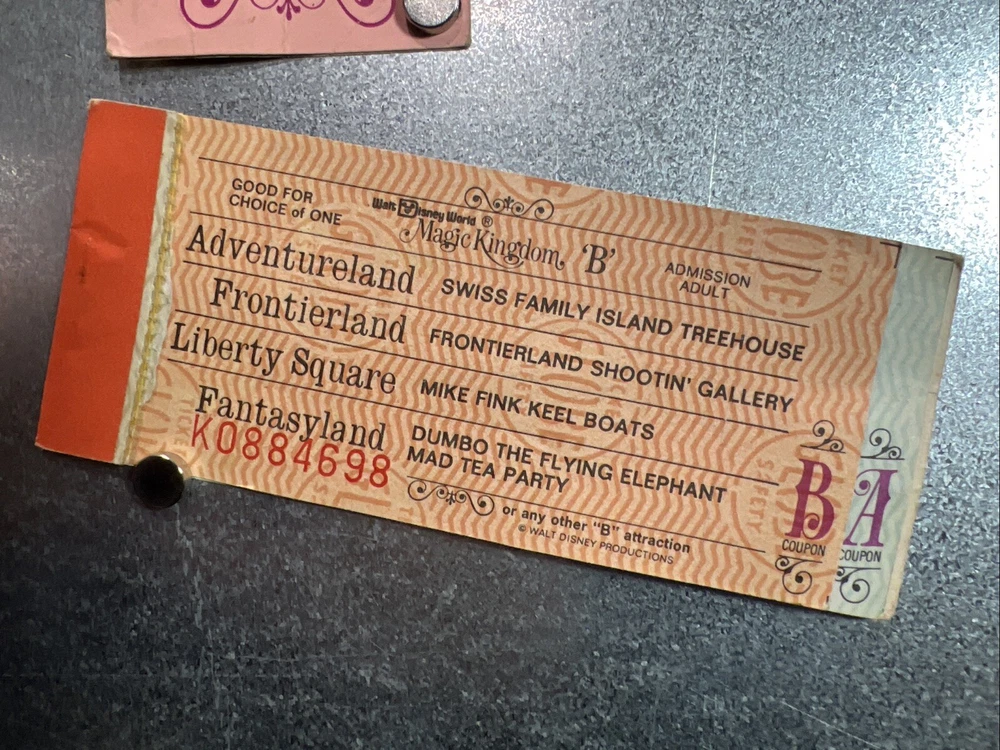 GOOD FOR
CHOICE of ONE
Walt Disney World ®
Magic Kingdom 'B'
ADMISSION
ADULT
Adventureland SWISS FAMILY ISLAND TREEHOUSE
Frontierland FRONTIERLAND SHOOTIN' GALLERY
Liberty Square MIKE FINK KEEL BOATS
Fantasyland DUMBO THE FLYING ELEPHANT
MAD TEA PARTY
K0884698
or any other "B" attraction
© WALT DISNEY PRODUCTIONS
B
COUPON
A
COUPON